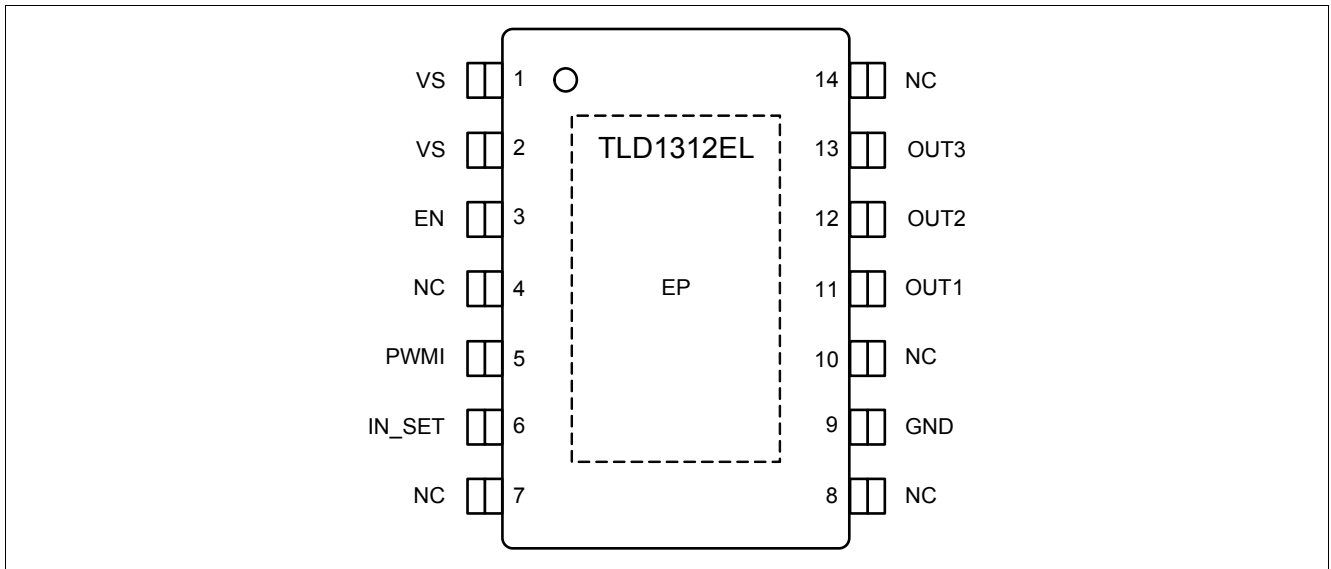 VS 1 14 NC
VS 2 TLD1312EL 13 OUT3
EN 3 12 OUT2
NC 4 EP 11 OUT1
PWMI 5 10 NC
IN_SET 6 9 GND
NC 7 8 NC